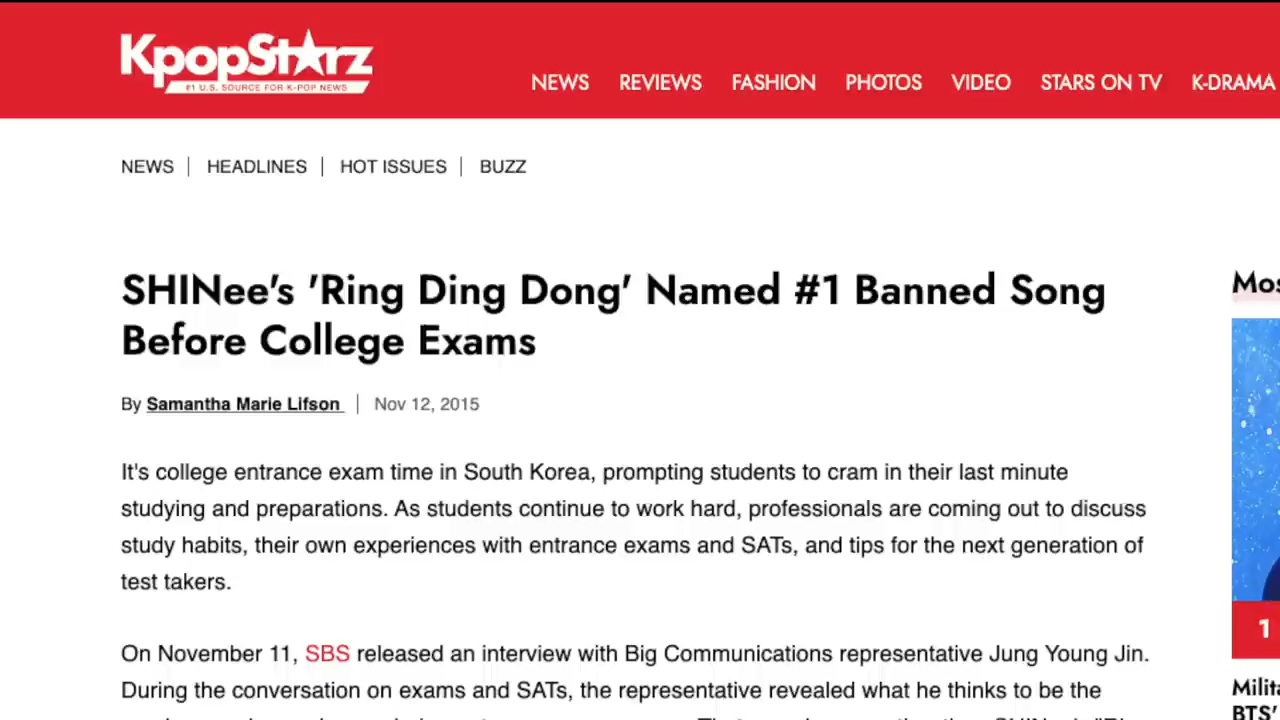 KpopStarz
#1 U.S. SOURCE FOR K-POP NEWS
NEWS REVIEWS FASHION PHOTOS VIDEO STARS ON TV K-DRAMA
NEWS | HEADLINES | HOT ISSUES | BUZZ
SHINee's 'Ring Ding Dong' Named #1 Banned Song
Before College Exams
By Samantha Marie Lifson | Nov 12, 2015
It's college entrance exam time in South Korea, prompting students to cram in their last minute
studying and preparations. As students continue to work hard, professionals are coming out to discuss
study habits, their own experiences with entrance exams and SATs, and tips for the next generation of
test takers.
On November 11, SBS released an interview with Big Communications representative Jung Young Jin.
During the conversation on exams and SATs, the representative revealed what he thinks to be the
Mos
1
Milita
BTS'